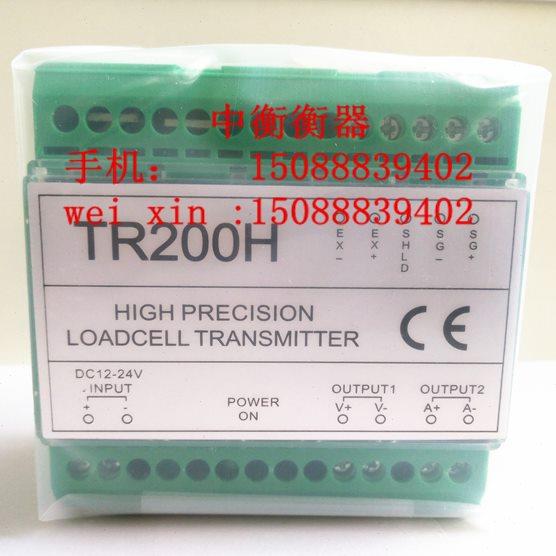 中衡衡器
手机: 15088839402
wei xin :15088839402
TR200H
EX-
EX+
SHLD
SG-
SG+
HIGH PRECISION
LOADCELL TRANSMITTER
CE
DC12-24V
INPUT
+ -
POWER
ON
OUTPUT1
V+ V-
OUTPUT2
A+ A-